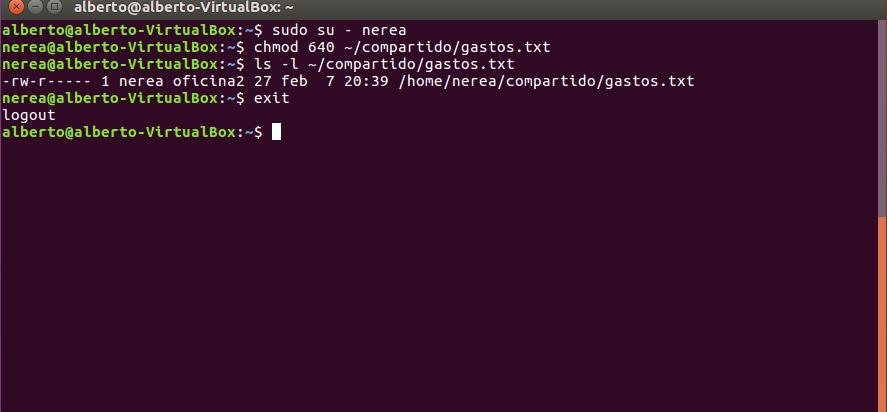 alberto@alberto-VirtualBox: ~
alberto@alberto-VirtualBox:~$ sudo su - nerea
nerea@alberto-VirtualBox:~$ chmod 640 ~/compartido/gastos.txt
nerea@alberto-VirtualBox:~$ ls -l ~/compartido/gastos.txt
-rw-r----- 1 nerea oficina2 27 feb  7 20:39 /home/nerea/compartido/gastos.txt
nerea@alberto-VirtualBox:~$ exit
logout
alberto@alberto-VirtualBox:~$